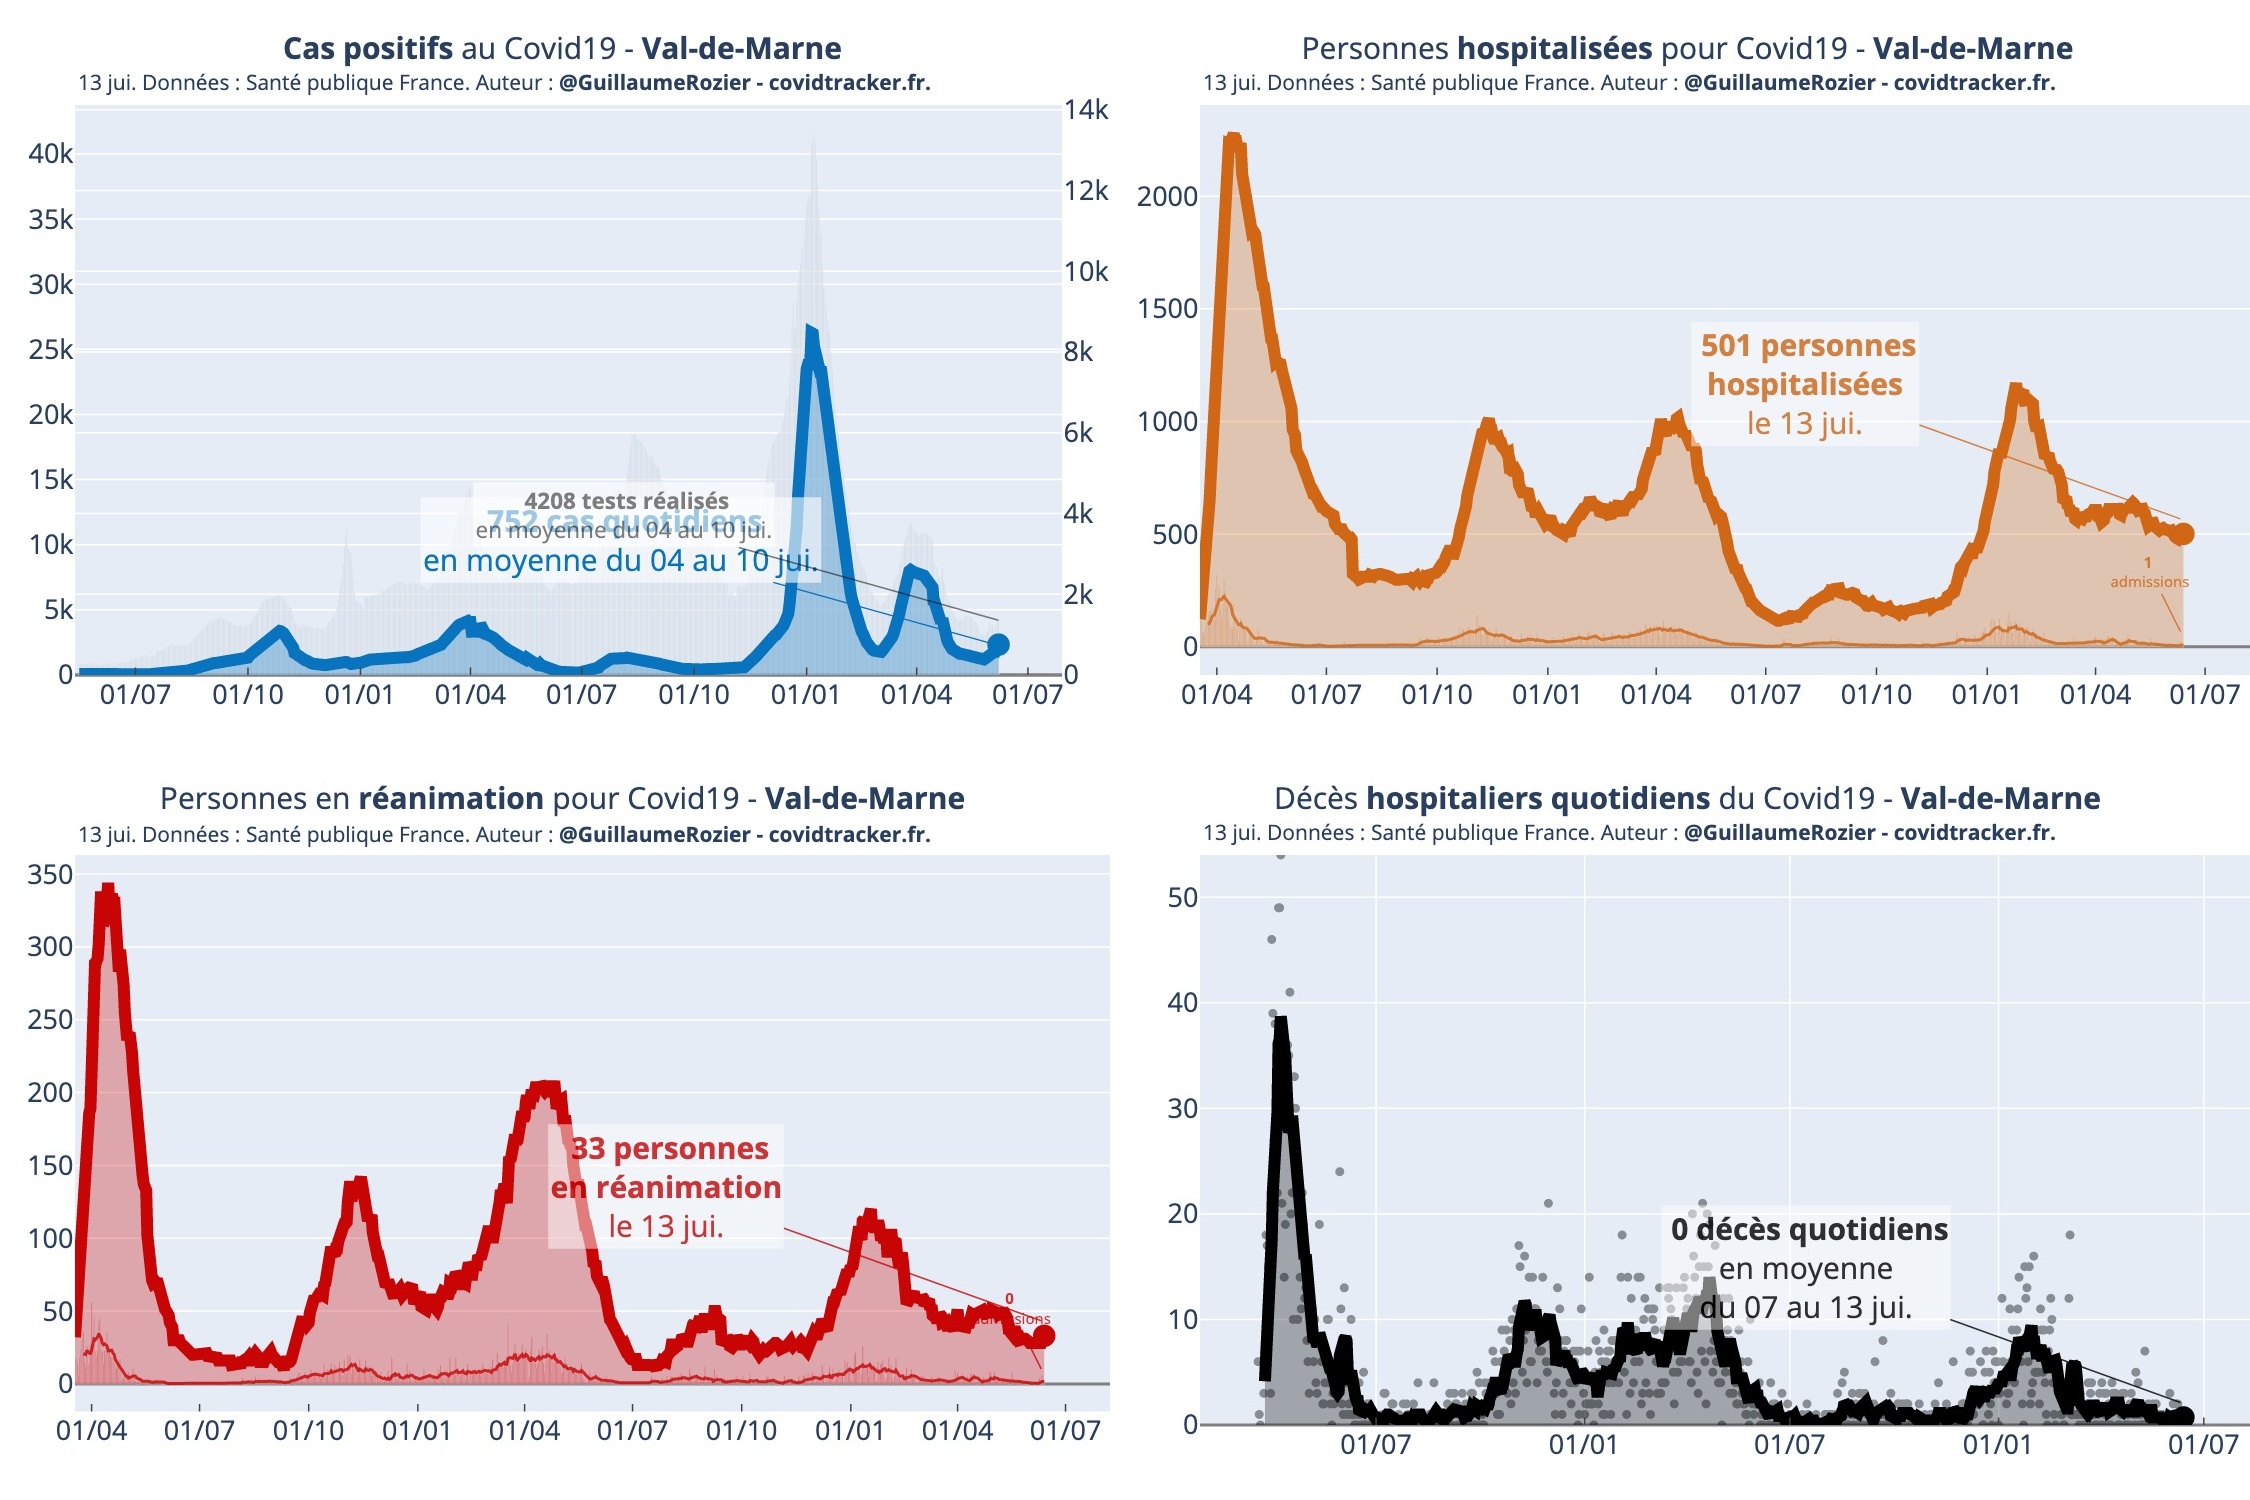 Cas positifs au Covid19 - Val-de-Marne
13 jui. Données : Santé publique France. Auteur : @GuillaumeRozier - covidtracker.fr.
14k
40k
12k
35k
10k
30k
25k
8k
20k
6k
15k
4k
10k
2k
5k
0
0
4208 tests réalisés
en moyenne du 04 au 10 jui.
752 cas quotidiens
en moyenne du 04 au 10 jui.
01/07 01/10 01/01 01/04 01/07 01/10 01/01 01/04 01/07
Personnes hospitalisées pour Covid19 - Val-de-Marne
13 jui. Données : Santé publique France. Auteur : @GuillaumeRozier - covidtracker.fr.
2000
1500
1000
500
0
501 personnes
hospitalisées
le 13 jui.
1
admissions
01/04 01/07 01/10 01/01 01/04 01/07 01/10 01/01 01/04 01/07
Personnes en réanimation pour Covid19 - Val-de-Marne
13 jui. Données : Santé publique France. Auteur : @GuillaumeRozier - covidtracker.fr.
350
300
250
200
150
100
50
0
33 personnes
en réanimation
le 13 jui.
0
admissions
01/04 01/07 01/10 01/01 01/04 01/07 01/10 01/01 01/04 01/07
Décès hospitaliers quotidiens du Covid19 - Val-de-Marne
13 jui. Données : Santé publique France. Auteur : @GuillaumeRozier - covidtracker.fr.
50
40
30
20
10
0
0 décès quotidiens
en moyenne
du 07 au 13 jui.
01/07 01/01 01/07 01/01 01/07